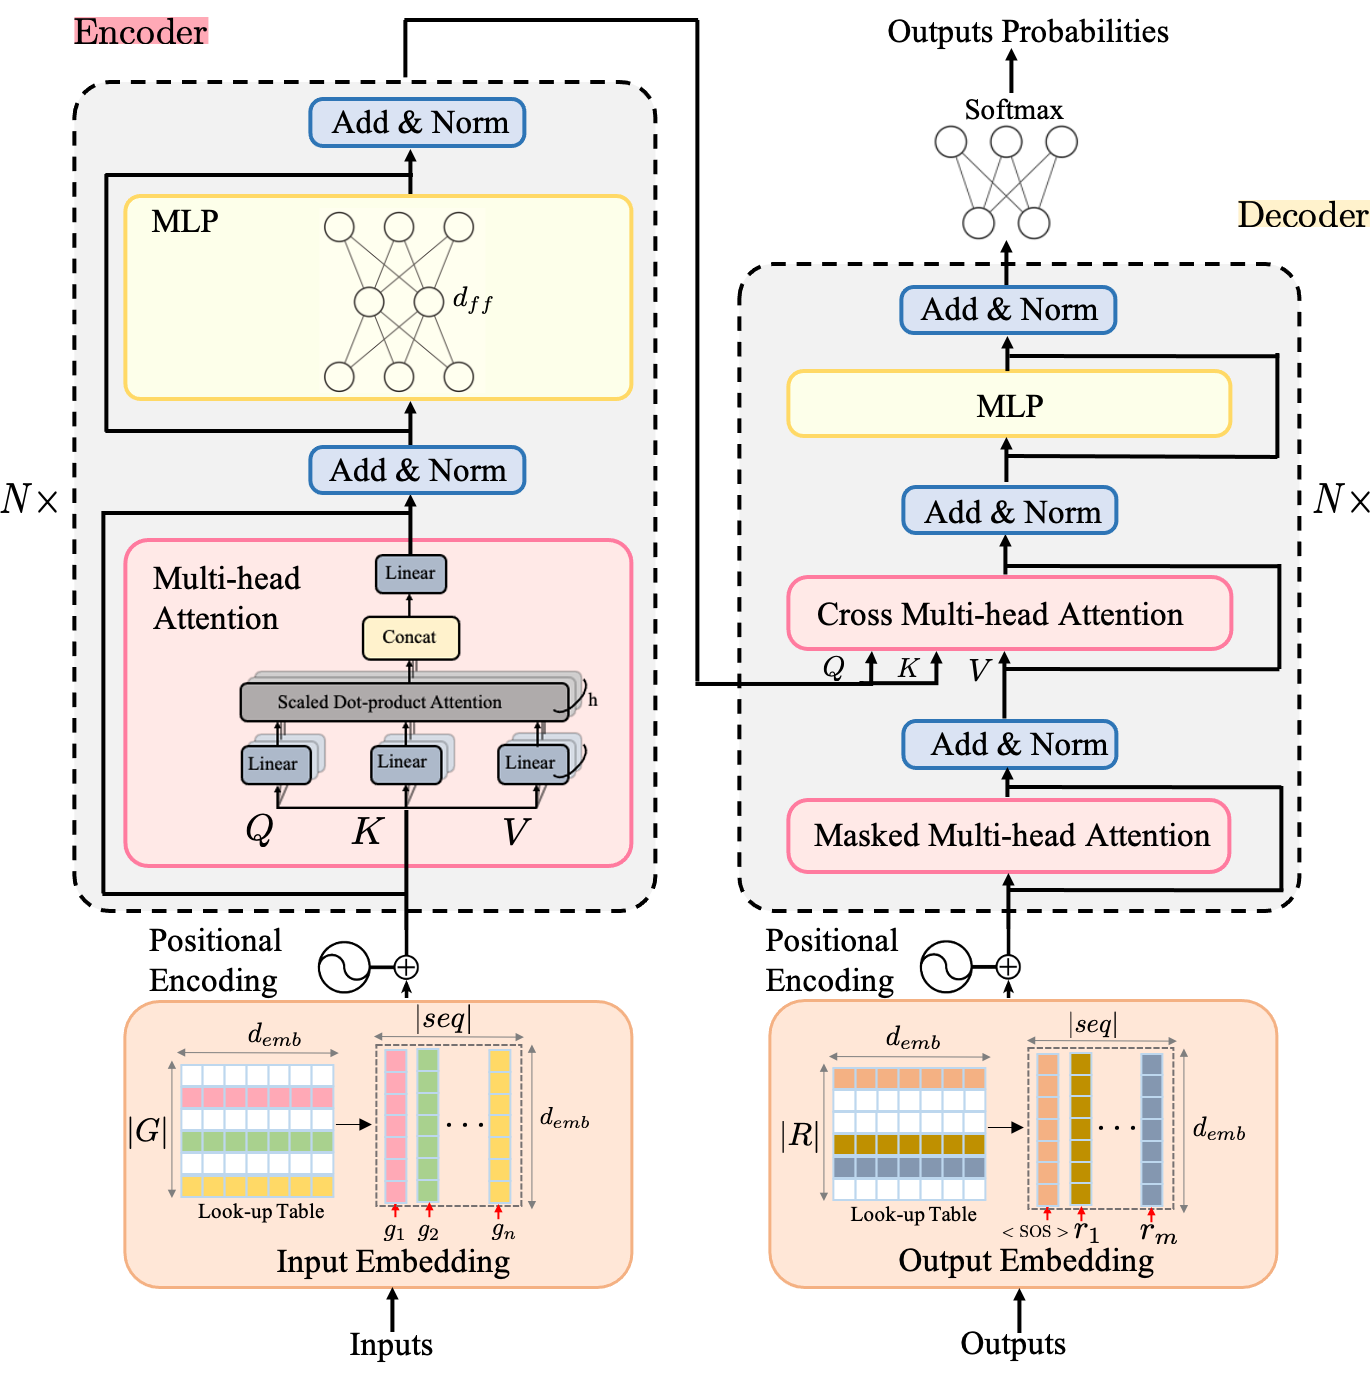 Encoder
Add & Norm
MLP
d_{ff}
Add & Norm
N×
Multi-head
Attention
Linear
Concat
Scaled Dot-product Attention
h
Linear
Linear
Linear
Q
K
V
Positional
Encoding
|seq|
d_{emb}
|G|
d_{emb}
Look-up Table
g_1
g_2
g_n
Input Embedding
Inputs
Outputs Probabilities
Softmax
Decoder
Add & Norm
MLP
Add & Norm
N×
Cross Multi-head Attention
Q
K
V
Add & Norm
Masked Multi-head Attention
Positional
Encoding
|seq|
d_{emb}
|R|
d_{emb}
Look-up Table
< SOS >
r_1
r_m
Output Embedding
Outputs